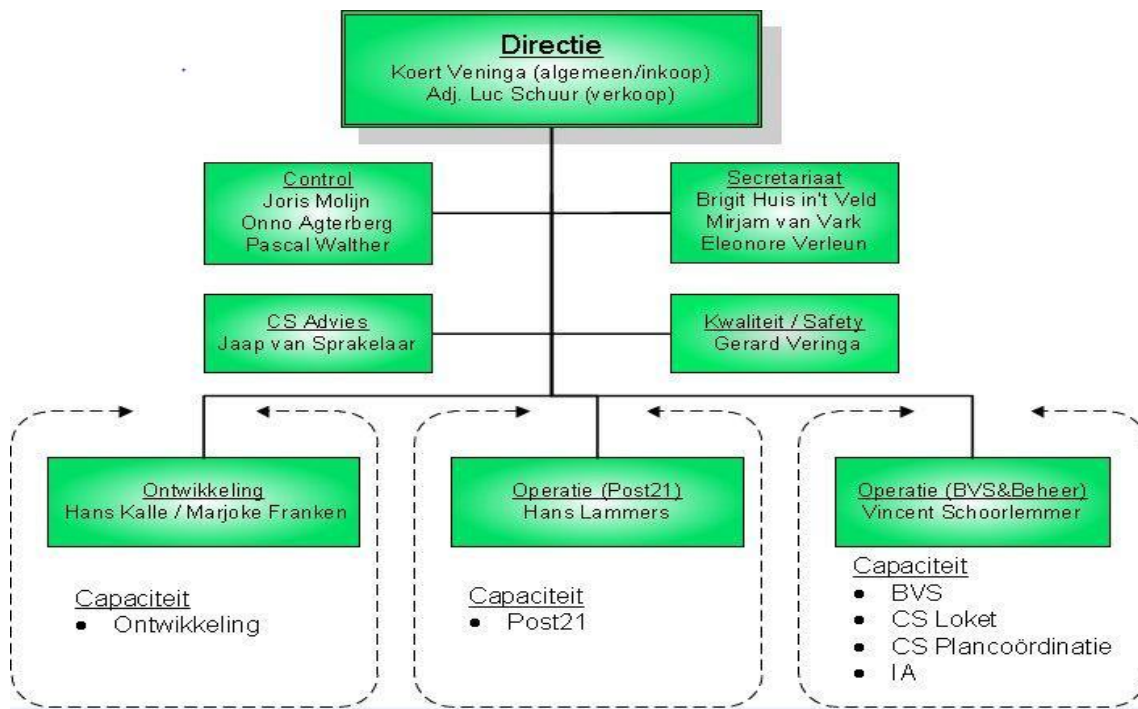 Directie
Koert Veninga (algemeen/inkoop)
Adj. Luc Schuur (verkoop)
Control
Joris Molijn
Onno Agterberg
Pascal Walther
Secretariaat
Brigit Huis in't Veld
Mirjam van Vark
Eleonore Verleun
CS Advies
Jaap van Sprakelaar
Kwaliteit / Safety
Gerard Veringa
Ontwikkeling
Hans Kalle / Marjoke Franken
Capaciteit
• Ontwikkeling
Operatie (Post21)
Hans Lammers
Capaciteit
• Post21
Operatie (BVS&Beheer)
Vincent Schoorlemmer
Capaciteit
• BVS
• CS Loket
• CS Plancoördinatie
• IA